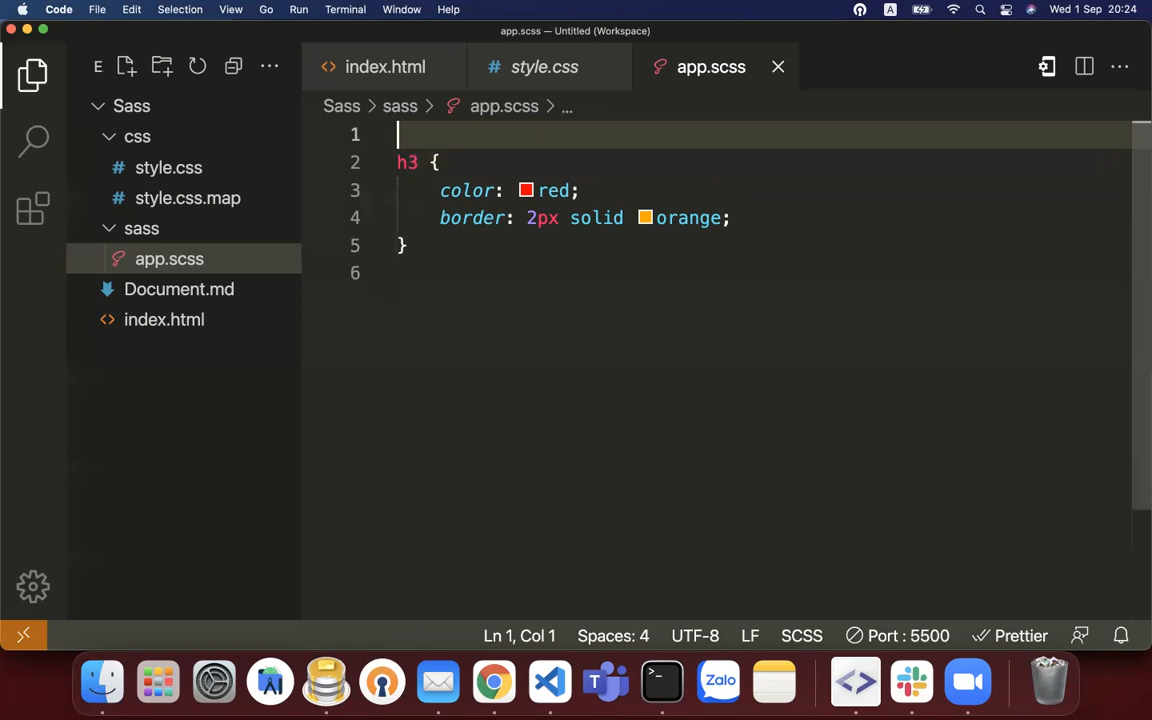 Code File Edit Selection View Go Run Terminal Window Help A Wed 1 Sep 20:24
app.scss — Untitled (Workspace)
E
index.html
style.css
app.scss
Sass > sass > app.scss > ...
Sass
css
style.css
style.css.map
sass
app.scss
Document.md
index.html
1
2 h3 {
3 color: red;
4 border: 2px solid orange;
5 }
6
Ln 1, Col 1 Spaces: 4 UTF-8 LF SCSS Port : 5500 Prettier
Zalo